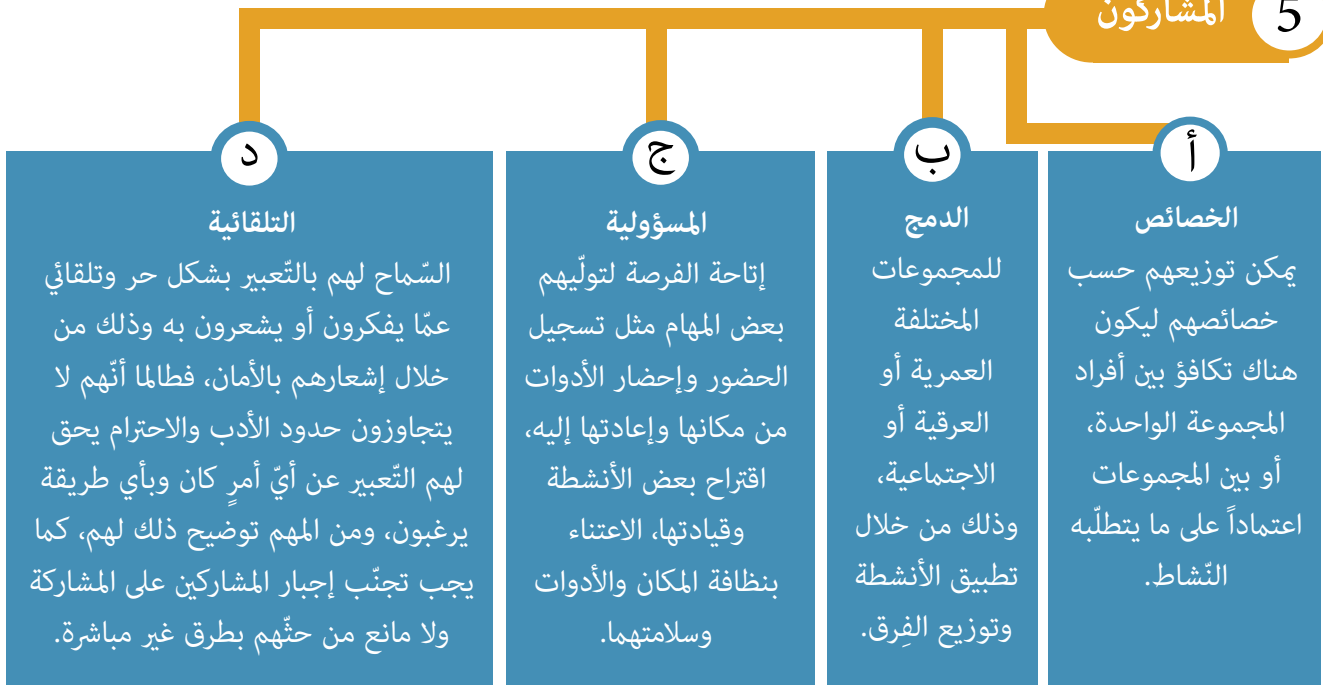 5
المشاركون
أ
الخصائص
يمكن توزيعهم حسب
خصائصهم ليكون
هناك تكافؤ بين أفراد
المجموعة الواحدة،
أو بين المجموعات
اعتماداً على ما يتطلّبه
النّشاط.
ب
الدمج
للمجموعات
المختلفة
العمرية أو
العرقية أو
الاجتماعية،
وذلك من خلال
تطبيق الأنشطة
وتوزيع الفِرق.
ج
المسؤولية
إتاحة الفرصة لتولّيهم
بعض المهام مثل تسجيل
الحضور وإحضار الأدوات
من مكانها وإعادتها إليه،
اقتراح بعض الأنشطة
وقيادتها، الاعتناء
بنظافة المكان والأدوات
وسلامتهما.
د
التلقائية
السّماح لهم بالتّعبير بشكل حر وتلقائي
عمّا يفكرون أو يشعرون به وذلك من
خلال إشعارهم بالأمان، فطالما أنّهم لا
يتجاوزون حدود الأدب والاحترام يحق
لهم التّعبير عن أيّ أمرٍ كان وبأي طريقة
يرغبون، ومن المهم توضيح ذلك لهم، كما
يجب تجنّب إجبار المشاركين على المشاركة
ولا مانع من حثّهم بطرق غير مباشرة.